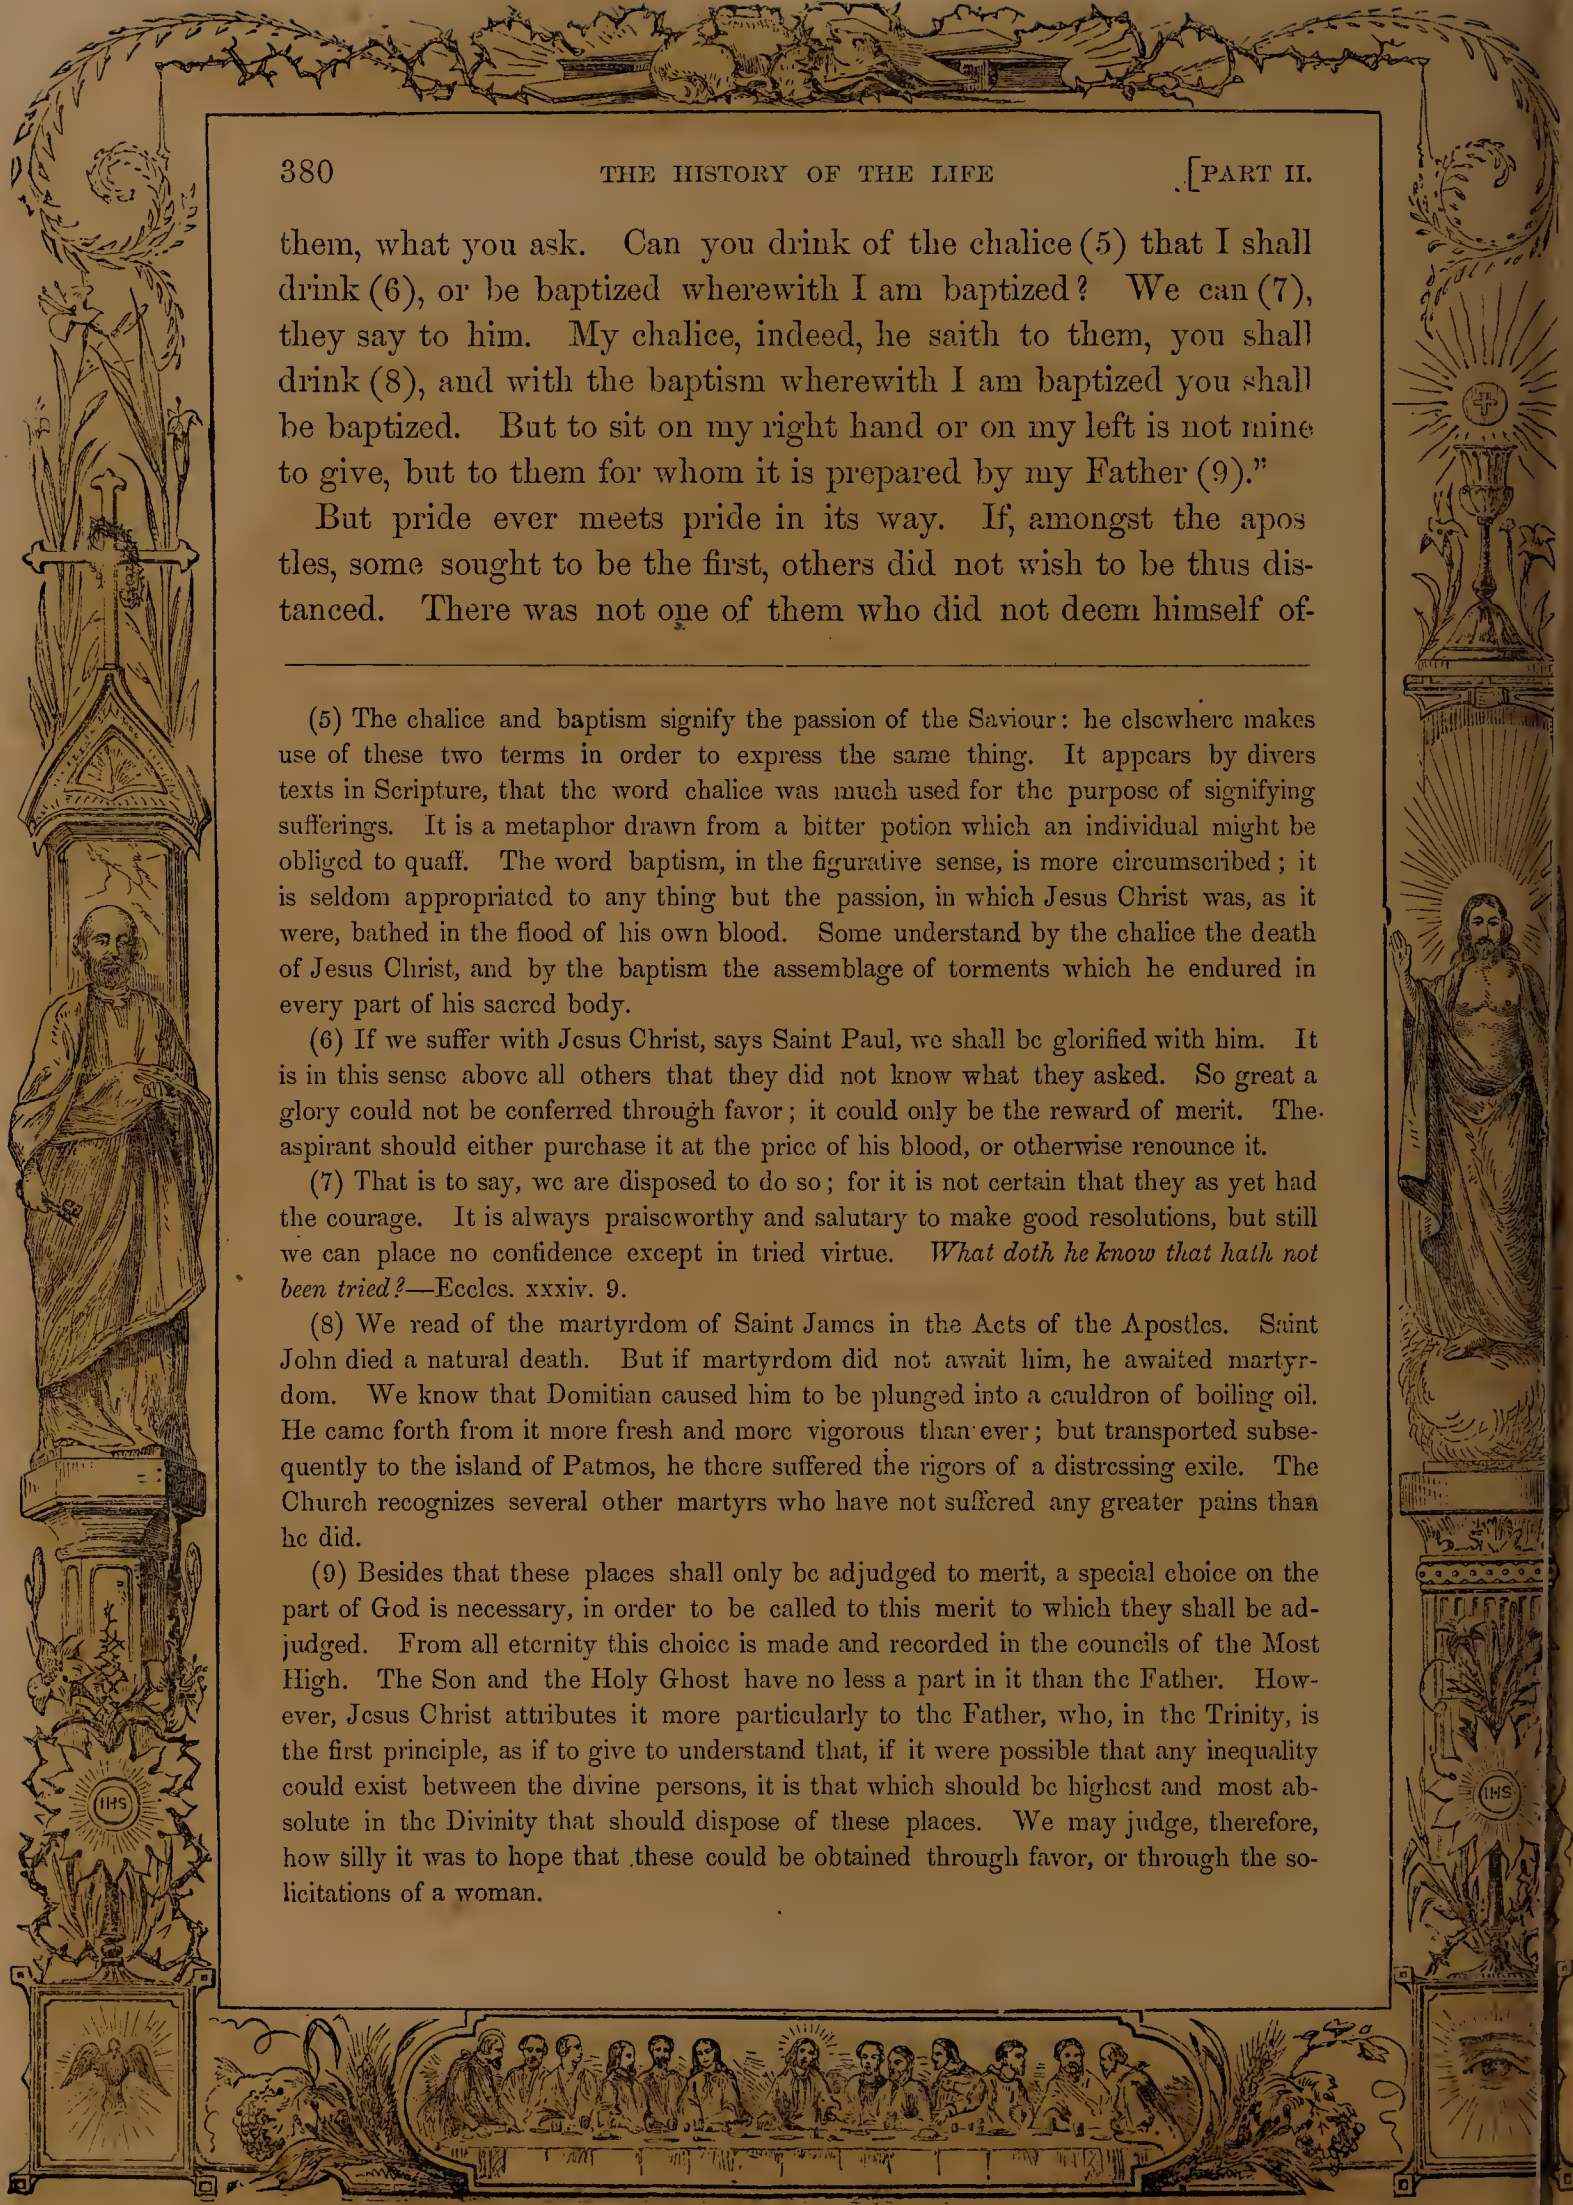 380 THE HISTORY OF THE LIFE [PART II.
them, what you ask. Can you drink of the chalice (5) that I shall
drink (6), or be baptized wherewith I am baptized? We can (7),
they say to him. My chalice, indeed, he saith to them, you shall
drink (8), and with the baptism wherewith I am baptized you shall
be baptized. But to sit on my right hand or on my left is not mine
to give, but to them for whom it is prepared by my Father (9)."
But pride ever meets pride in its way. If, amongst the apos
tles, some sought to be the first, others did not wish to be thus dis-
tanced. There was not one of them who did not deem himself of-
(5) The chalice and baptism signify the passion of the Saviour: he elsewhere makes
use of these two terms in order to express the same thing. It appears by divers
texts in Scripture, that the word chalice was much used for the purpose of signifying
sufferings. It is a metaphor drawn from a bitter potion which an individual might be
obliged to quaff. The word baptism, in the figurative sense, is more circumscribed; it
is seldom appropriated to any thing but the passion, in which Jesus Christ was, as it
were, bathed in the flood of his own blood. Some understand by the chalice the death
of Jesus Christ, and by the baptism the assemblage of torments which he endured in
every part of his sacred body.
(6) If we suffer with Jesus Christ, says Saint Paul, we shall be glorified with him. It
is in this sense above all others that they did not know what they asked. So great a
glory could not be conferred through favor; it could only be the reward of merit. The
aspirant should either purchase it at the price of his blood, or otherwise renounce it.
(7) That is to say, we are disposed to do so; for it is not certain that they as yet had
the courage. It is always praiseworthy and salutary to make good resolutions, but still
we can place no confidence except in tried virtue. What doth he know that hath not
been tried?—Eccles. xxxiv. 9.
(8) We read of the martyrdom of Saint James in the Acts of the Apostles. Saint
John died a natural death. But if martyrdom did not await him, he awaited martyr-
dom. We know that Domitian caused him to be plunged into a cauldron of boiling oil.
He came forth from it more fresh and more vigorous than ever; but transported subse-
quently to the island of Patmos, he there suffered the rigors of a distressing exile. The
Church recognizes several other martyrs who have not suffered any greater pains than
he did.
(9) Besides that these places shall only be adjudged to merit, a special choice on the
part of God is necessary, in order to be called to this merit to which they shall be ad-
judged. From all eternity this choice is made and recorded in the councils of the Most
High. The Son and the Holy Ghost have no less a part in it than the Father. How-
ever, Jesus Christ attributes it more particularly to the Father, who, in the Trinity, is
the first principle, as if to give to understand that, if it were possible that any inequality
could exist between the divine persons, it is that which should be highest and most ab-
solute in the Divinity that should dispose of these places. We may judge, therefore,
how silly it was to hope that these could be obtained through favor, or through the so-
licitations of a woman.
IHS
IHS